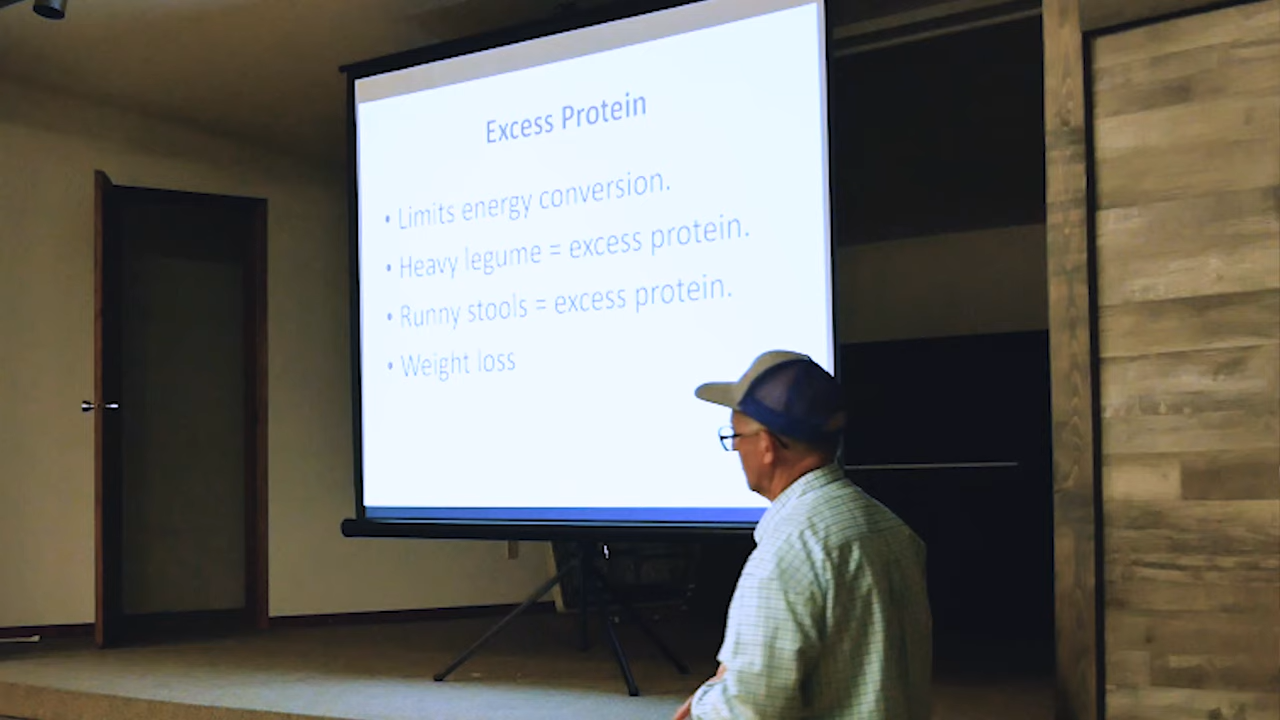 Excess Protein
• Limits energy conversion.
• Heavy legume = excess protein.
• Runny stools = excess protein.
• Weight loss